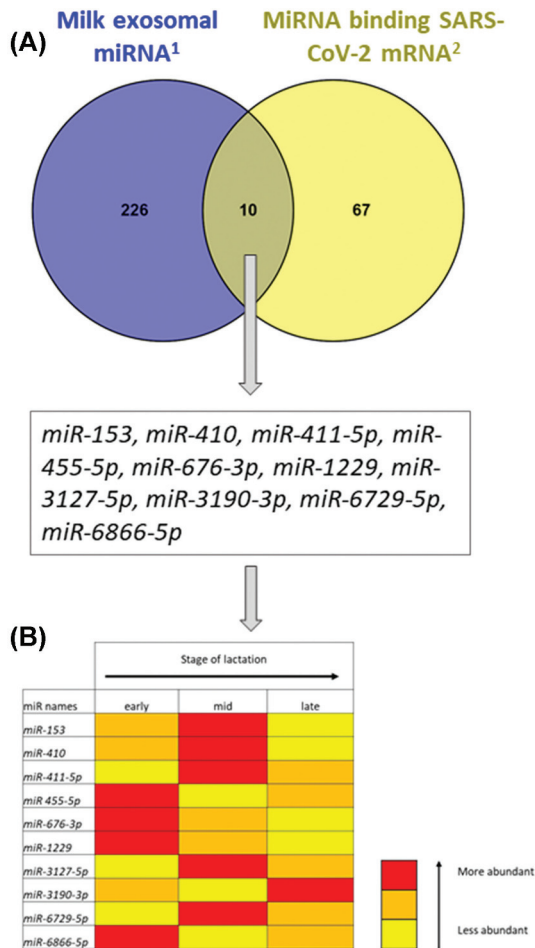 (A)
Milk exosomal
miRNA¹
MiRNA binding SARS-
CoV-2 mRNA²
226
10
67
miR-153, miR-410, miR-411-5p, miR-
455-5p, miR-676-3p, miR-1229, miR-
3127-5p, miR-3190-3p, miR-6729-5p,
miR-6866-5p
(B)
Stage of lactation
miR names early mid late
miR-153
miR-410
miR-411-5p
miR 455-5p
miR-676-3p
miR-1229
miR-3127-5p
miR-3190-3p
miR-6729-5p
miR-6866-5p
More abundant
Less abundant